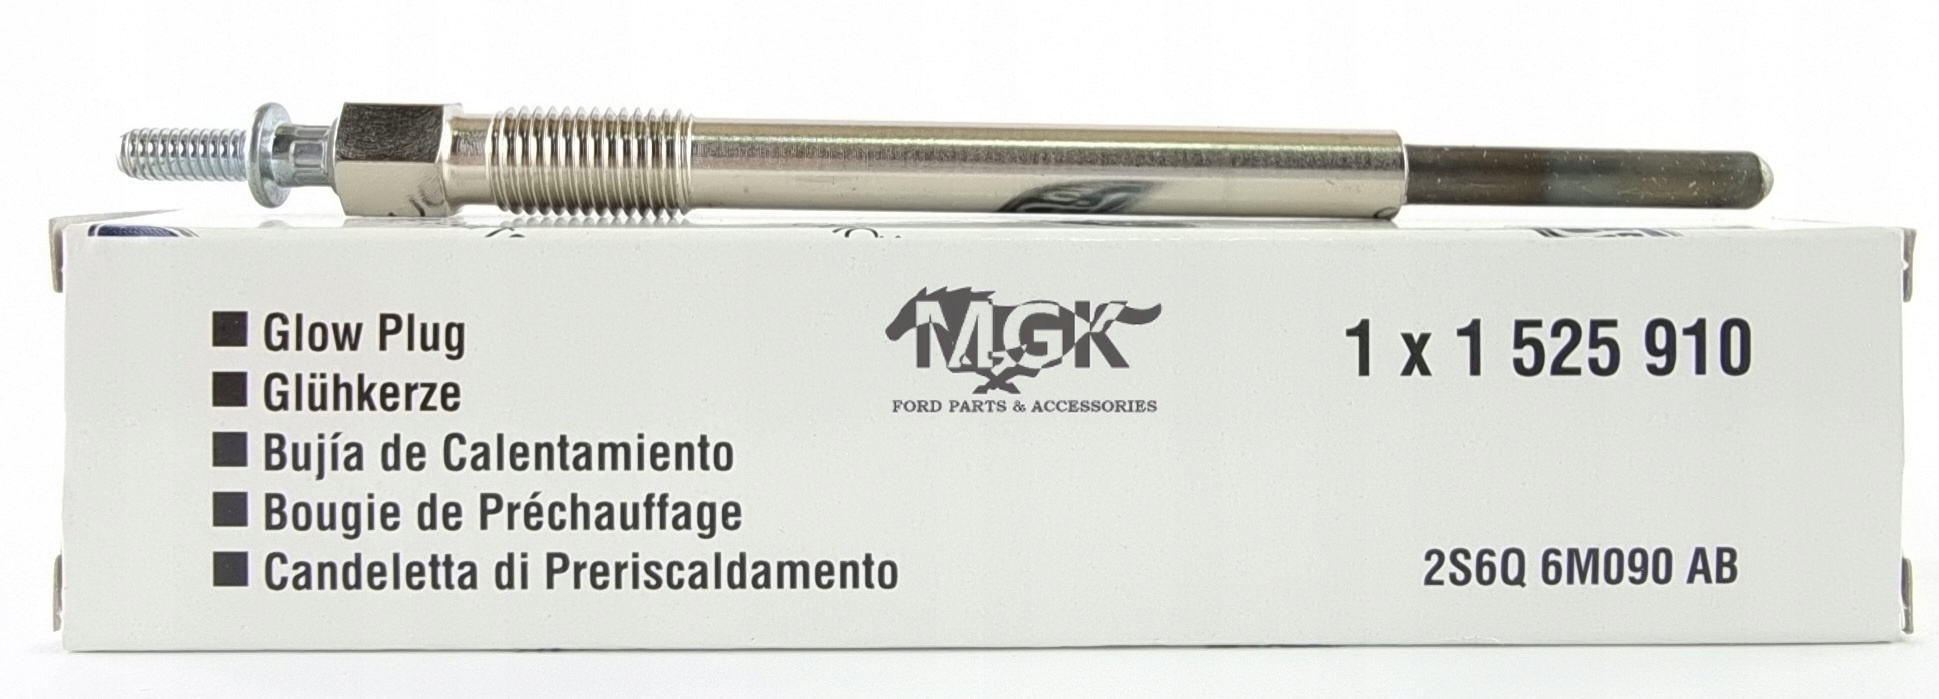 ■ Glow Plug
■ Glühkerze
■ Bujía de Calentamiento
■ Bougie de Préchauffage
■ Candeletta di Preriscaldamento
MGK
FORD PARTS & ACCESSORIES
1 x 1 525 910
2S6Q 6M090 AB